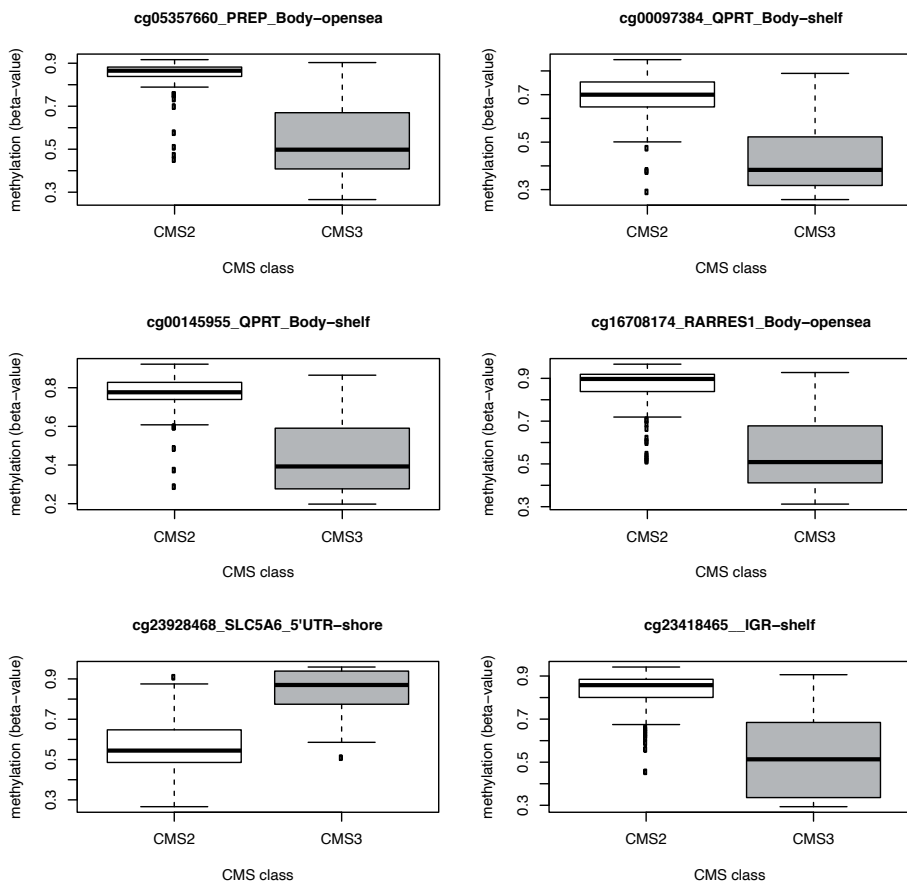 cg05357660_PREP_Body−opensea
methylation (beta−value)
0.3 0.5 0.7 0.9
CMS2 CMS3
CMS class
cg00097384_QPRT_Body−shelf
methylation (beta−value)
0.3 0.5 0.7
CMS2 CMS3
CMS class
cg00145955_QPRT_Body−shelf
methylation (beta−value)
0.2 0.4 0.6 0.8
CMS2 CMS3
CMS class
cg16708174_RARRES1_Body−opensea
methylation (beta−value)
0.3 0.5 0.7 0.9
CMS2 CMS3
CMS class
cg23928468_SLC5A6_5'UTR−shore
methylation (beta−value)
0.3 0.5 0.7 0.9
CMS2 CMS3
CMS class
cg23418465__IGR−shelf
methylation (beta−value)
0.3 0.5 0.7 0.9
CMS2 CMS3
CMS class